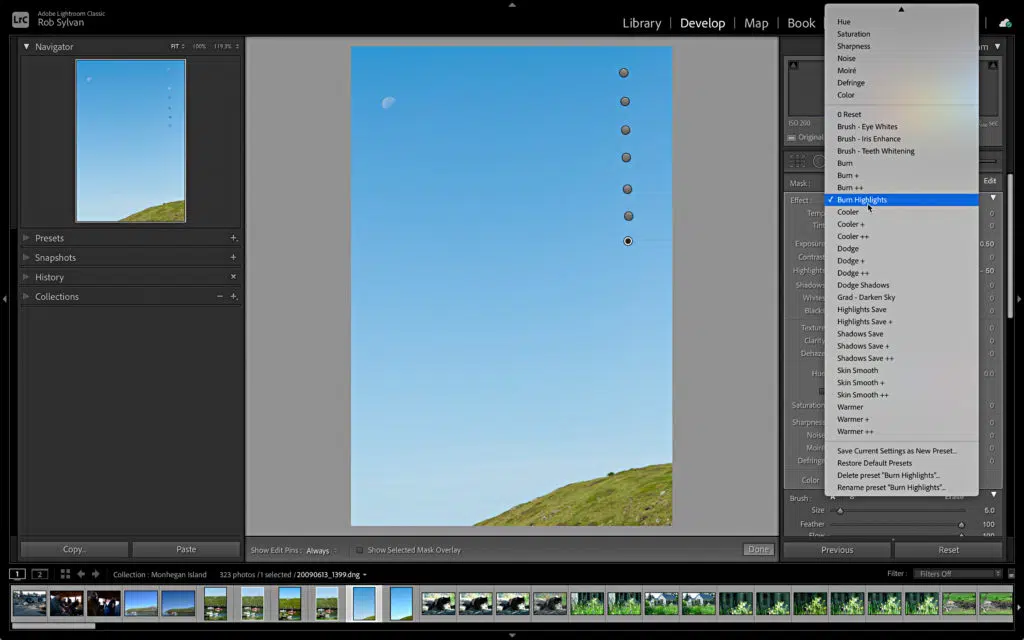 LrC
Adobe Lightroom Classic
Rob Sylvan
Library | Develop | Map | Book
Navigator
FIT 100%
Presets
Snapshots
History
Collections
Copy...
Paste
Show Edit Pins : Always
Show Selected Mask Overlay
Done
ISO 200
Original
Mask :
Edit
Effect :
Temp
Tint
Exposure
0.60
Contrast
0
Highlights
- 60
Shadows
0
Whites
0
Blacks
0
Texture
0
Clarity
0
Dehaze
0
Hue
0.0
Saturation
0
Sharpness
0
Noise
0
Moiré
0
Defringe
0
Color
Hue
Saturation
Sharpness
Noise
Moiré
Defringe
Color
0 Reset
Brush - Eye Whites
Brush - Iris Enhance
Brush - Teeth Whitening
Burn
Burn +
Burn ++
✓ Burn Highlights
Cooler
Cooler +
Cooler ++
Dodge
Dodge +
Dodge ++
Dodge Shadows
Grad - Darken Sky
Highlights Save
Highlights Save +
Shadows Save
Shadows Save +
Shadows Save ++
Skin Smooth
Skin Smooth +
Skin Smooth ++
Warmer
Warmer +
Warmer ++
Save Current Settings as New Preset...
Restore Default Presets
Delete preset "Burn Highlights"...
Rename preset "Burn Highlights"...
Brush :
Size
6.0
Feather
100
Flow
100
Previous
Reset
1 2
Collection : Monhegan Island
323 photos / 1 selected / 20090613_1399.dng
Filter :
Filters Off